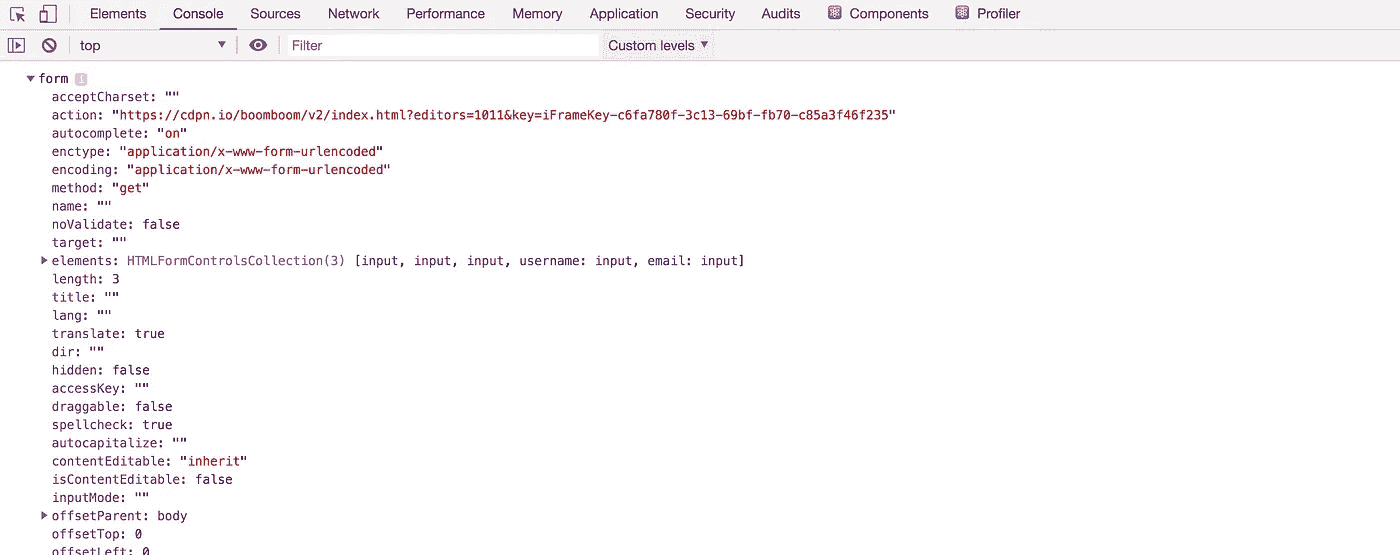 Elements Console Sources Network Performance Memory Application Security Audits Components Profiler
top Filter Custom levels
form i
acceptCharset: ""
action: "https://cdpn.io/boomboom/v2/index.html?editors=1011&key=iFrameKey-c6fa780f-3c13-69bf-fb70-c85a3f46f235"
autocomplete: "on"
enctype: "application/x-www-form-urlencoded"
encoding: "application/x-www-form-urlencoded"
method: "get"
name: ""
noValidate: false
target: ""
elements: HTMLFormControlsCollection(3) [input, input, input, username: input, email: input]
length: 3
title: ""
lang: ""
translate: true
dir: ""
hidden: false
accessKey: ""
draggable: false
spellcheck: true
autocapitalize: ""
contentEditable: "inherit"
isContentEditable: false
inputMode: ""
offsetParent: body
offsetTop: 0
offsetLeft: 0